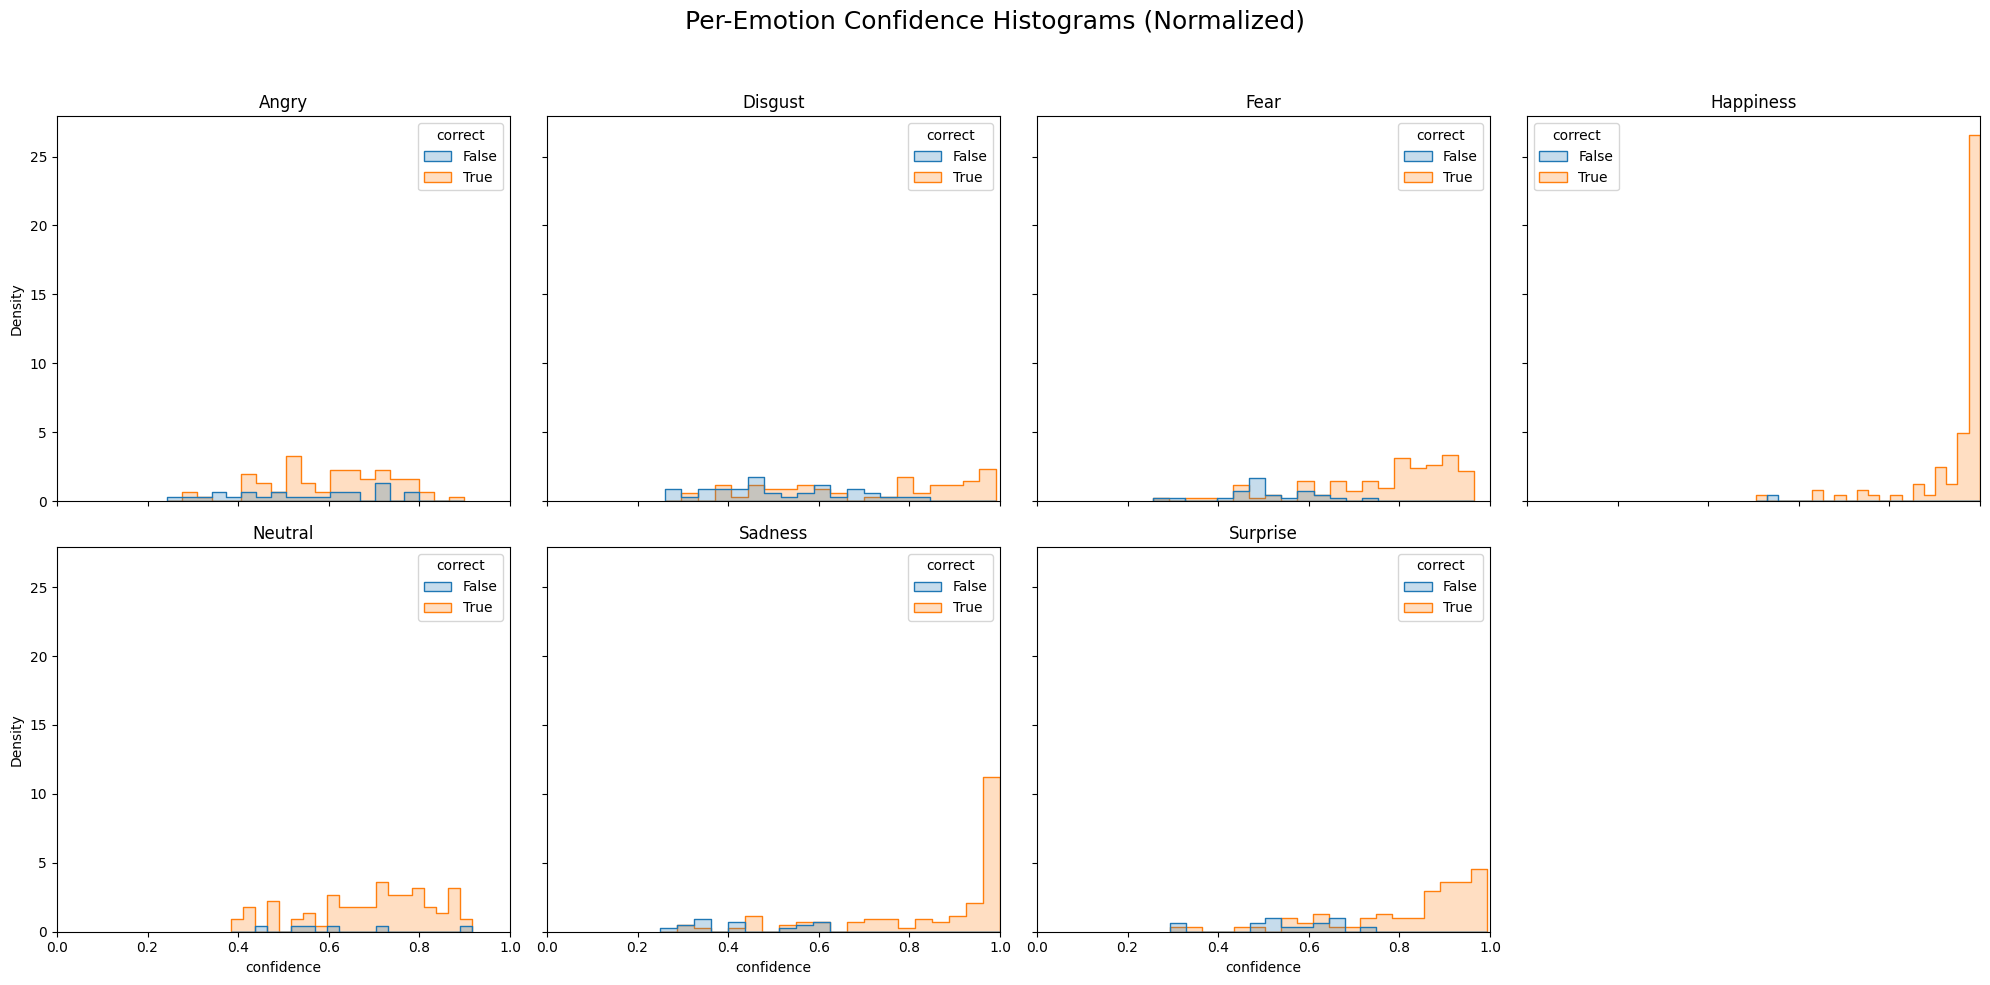 Per-Emotion Confidence Histograms (Normalized)
Angry
Disgust
Fear
Happiness
correct
False
True
correct
False
True
correct
False
True
correct
False
True
25
20
15
10
5
0
Density
Neutral
Sadness
Surprise
correct
False
True
correct
False
True
correct
False
True
25
20
15
10
5
0
Density
0.0 0.2 0.4 0.6 0.8 1.0
0.0 0.2 0.4 0.6 0.8 1.0
0.0 0.2 0.4 0.6 0.8 1.0
confidence
confidence
confidence